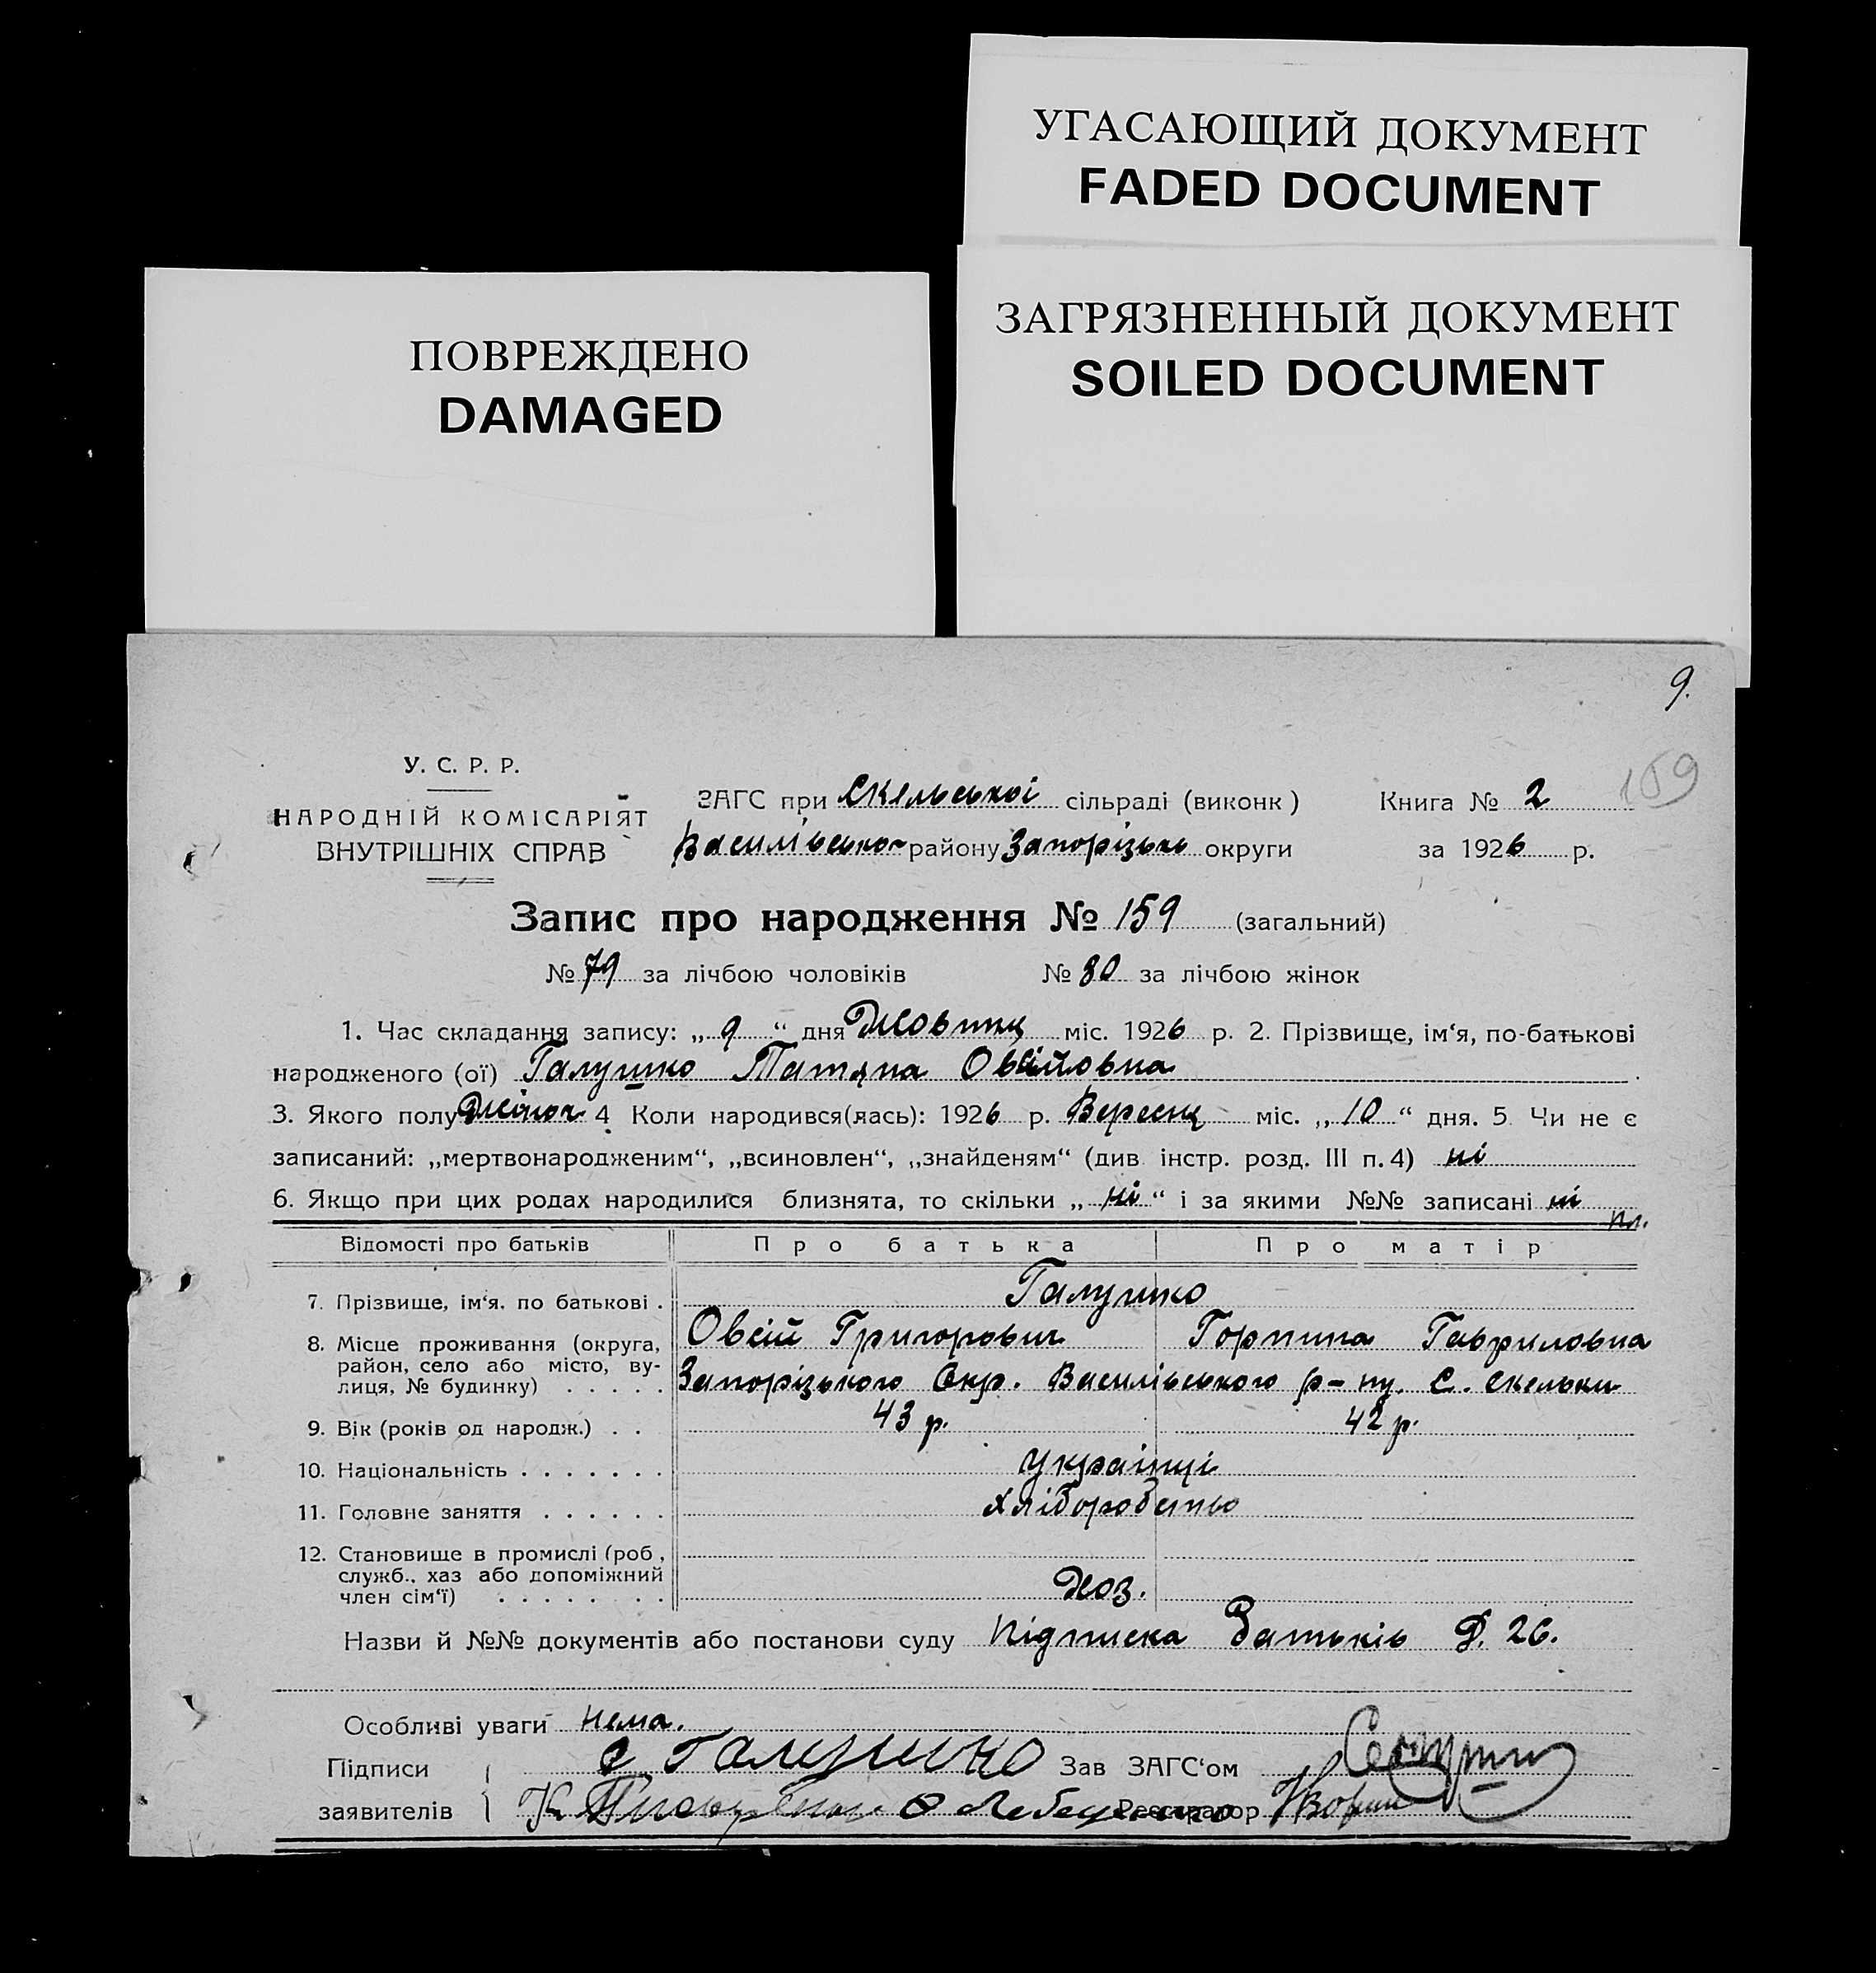 УГАСАЮЩИЙ ДОКУМЕНТ
FADED DOCUMENT
ЗАГРЯЗНЕННЫЙ ДОКУМЕНТ
SOILED DOCUMENT
ПОВРЕЖДЕНО
DAMAGED
9.
159
У. С. Р. Р.
НАРОДНІЙ КОМІСАРІЯТ
ВНУТРІШНІХ СПРАВ
ЗАГС при Скельської сільраді (виконк) Книга № 2
Василівсько району Запорізько округи за 1926 р.
Запис про народження № 159 (загальний)
№ 79 за лічбою чоловіків № 80 за лічбою жінок
1. Час складання запису: „ 9 “ дня Жовтня міс. 1926 р. 2. Прізвище, ім‘я, по-батькові
народженого (ої) Галушко Татяна Овсійовна
3. Якого полу Жіноч 4 Коли народився(лась): 1926 р. Вересня міс. „ 10 “ дня. 5 Чи не є
записаний: „мертвонародженим“, „всиновлен“, „знайденям“ (див інстр. розд. III п. 4) ні
6. Якщо при цих родах народилися близнята, то скільки „ ні “ і за якими №№ записані ні
Відомості про батьків Про батька Про матір
7. Прізвище, ім‘я, по батькові . Галушко
Овсій Григорович Горпина Гавриловна
8. Місце проживання (округа,
район, село або місто, ву-
лиця, № будинку) . . . . . Запорізького Окр. Василівського р-ну. С. Скельки
9. Вік (років од народж.) . . 43 р. 42 р.
10. Національність . . . . . . . українці
11. Головне заняття . . . . . . хліборобство
12. Становище в промислі (роб ,
служб., хаз або допоміжний
член сім‘ї) . . . . . . . Хоз.
Назви й №№ документів або постанови суду Підписка батьків Д. 26.
Особливі уваги нема.
Підписи Галушко Зав ЗАГС‘ом
заявителів Реєстратор